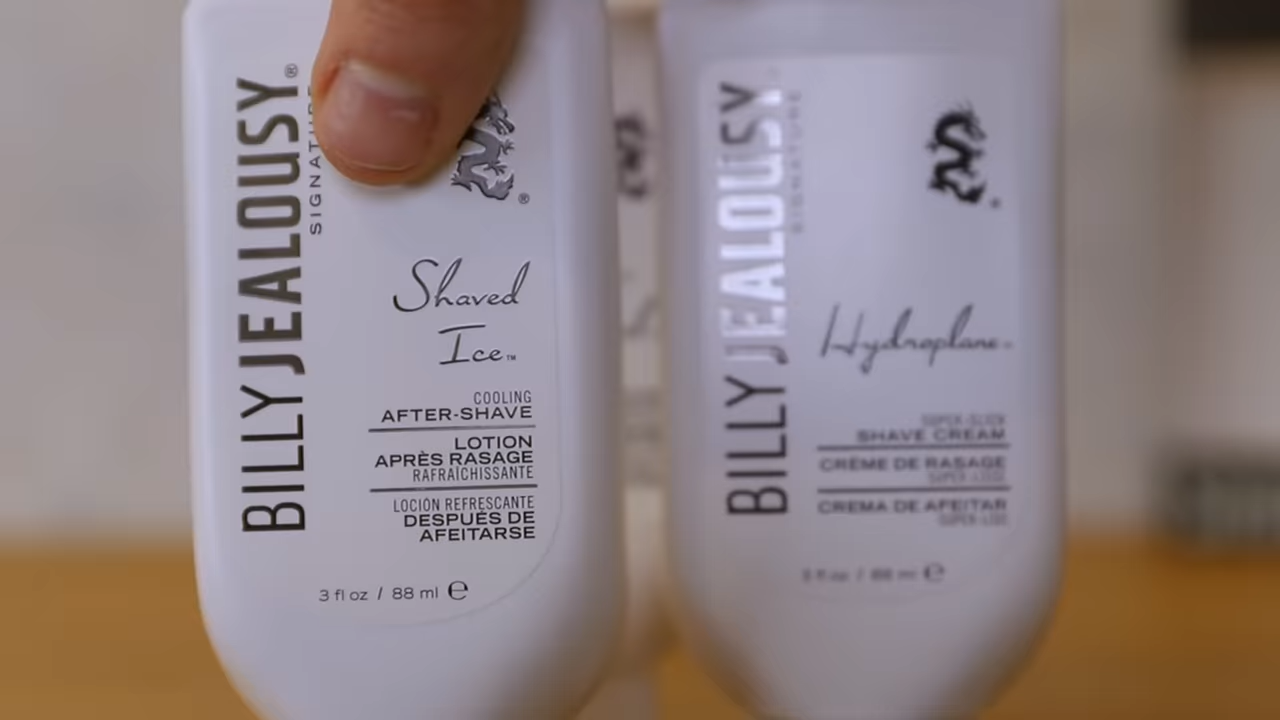 BILLY JEALOUSY®
SIGNATURE
®
Shaved
Ice™
COOLING
AFTER-SHAVE
LOTION
APRÈS RASAGE
RAFRAÎCHISSANTE
LOCIÓN REFRESCANTE
DESPUÉS DE
AFEITARSE
3 fl oz / 88 ml ℮
BILLY JEALOUSY
SIGNATURE
®
Hydroplane™
SUPER-SLICK
SHAVE CREAM
CRÈME DE RASAGE
CREMA DE AFEITAR
3 fl oz / 88 ml ℮